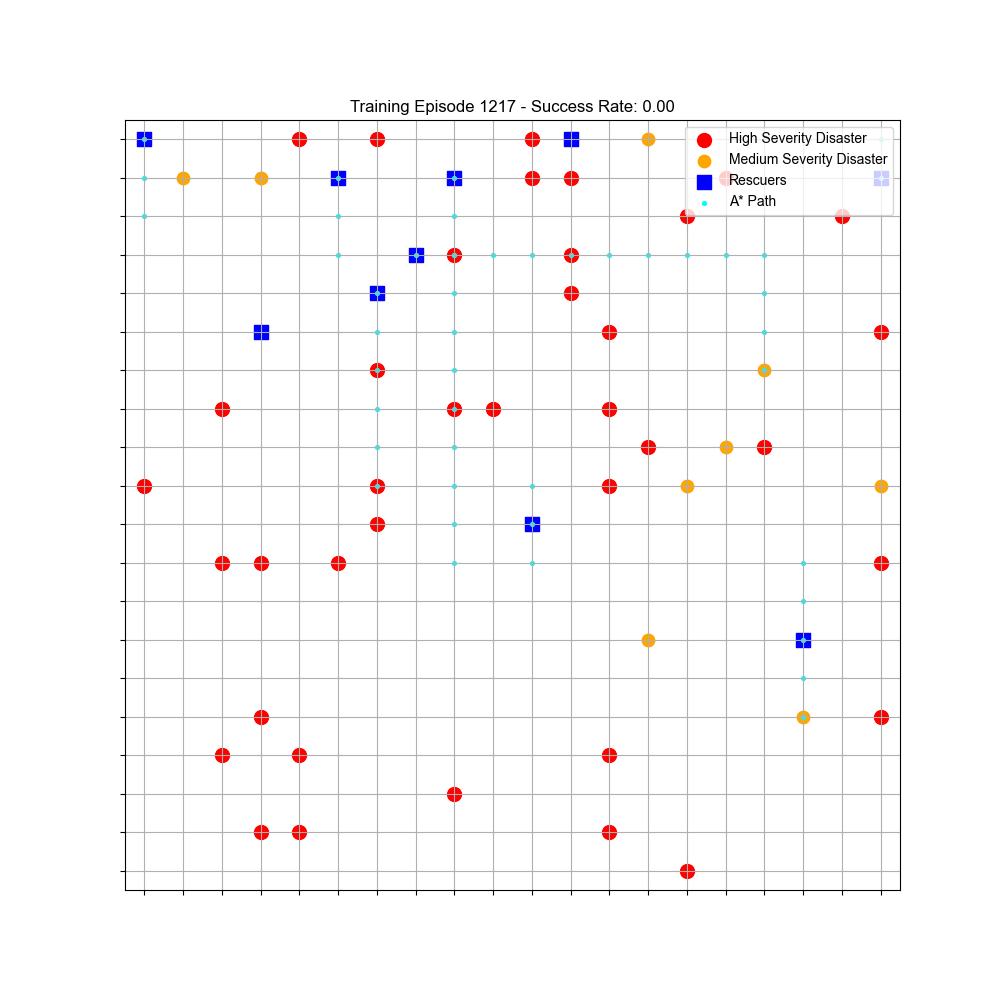 Training Episode 1217 - Success Rate: 0.00
High Severity Disaster
Medium Severity Disaster
Rescuers
A* Path